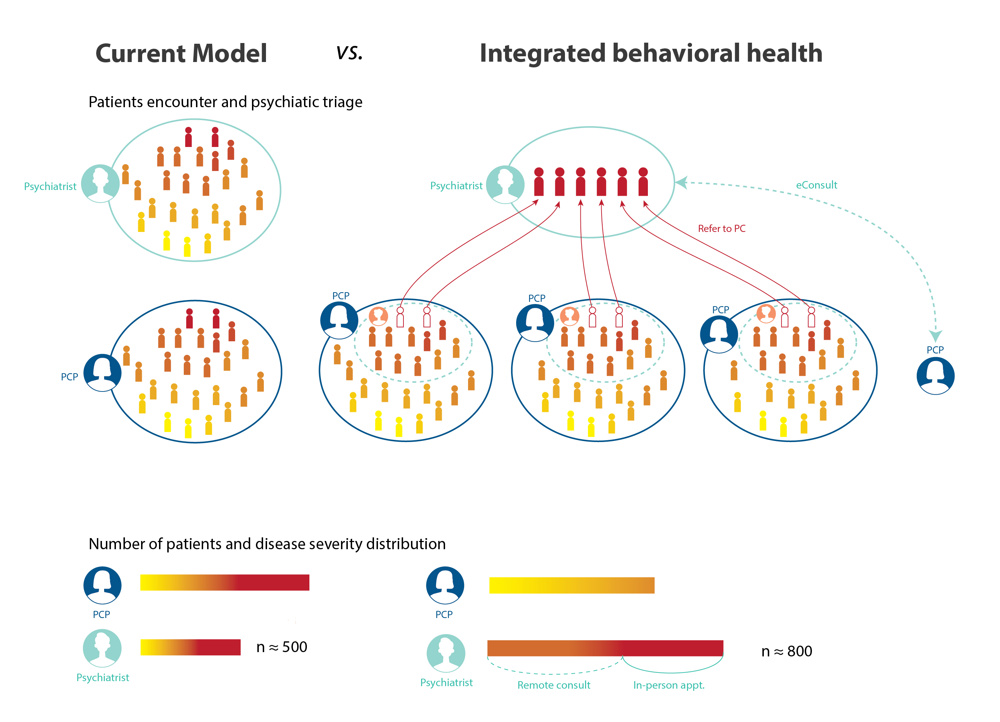 Current Model
vs.
Integrated behavioral health
Patients encounter and psychiatic triage
Psychiatrist
Psychiatrist
eConsult
Refer to PC
PCP
PCP
PCP
PCP
PCP
Number of patients and disease severity distribution
PCP
n ≈ 500
Psychiatrist
PCP
n ≈ 800
Psychiatrist
Remote consult
In-person appt.